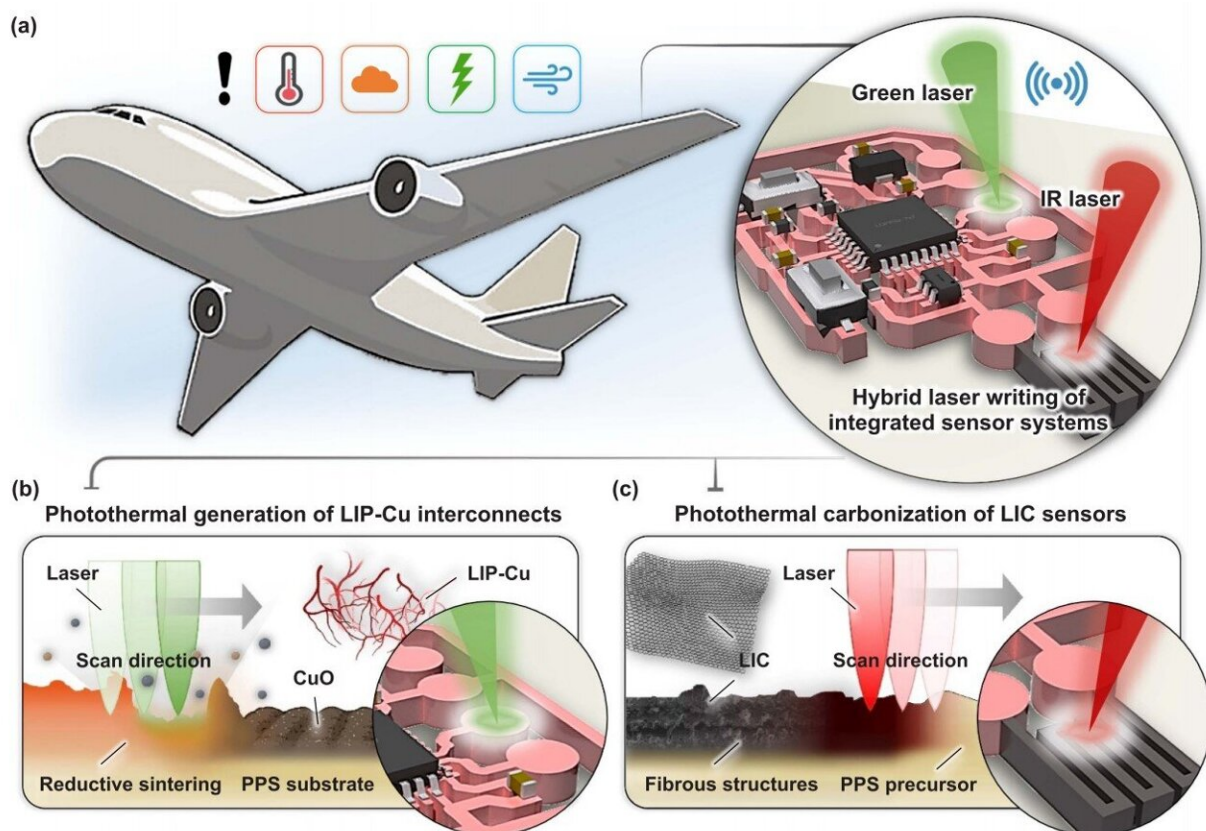 (a)
Green laser
IR laser
Hybrid laser writing of
integrated sensor systems
(b)
Photothermal generation of LIP-Cu interconnects
Laser
LIP-Cu
Scan direction
CuO
Reductive sintering
PPS substrate
(c)
Photothermal carbonization of LIC sensors
Laser
LIC
Scan direction
Fibrous structures
PPS precursor